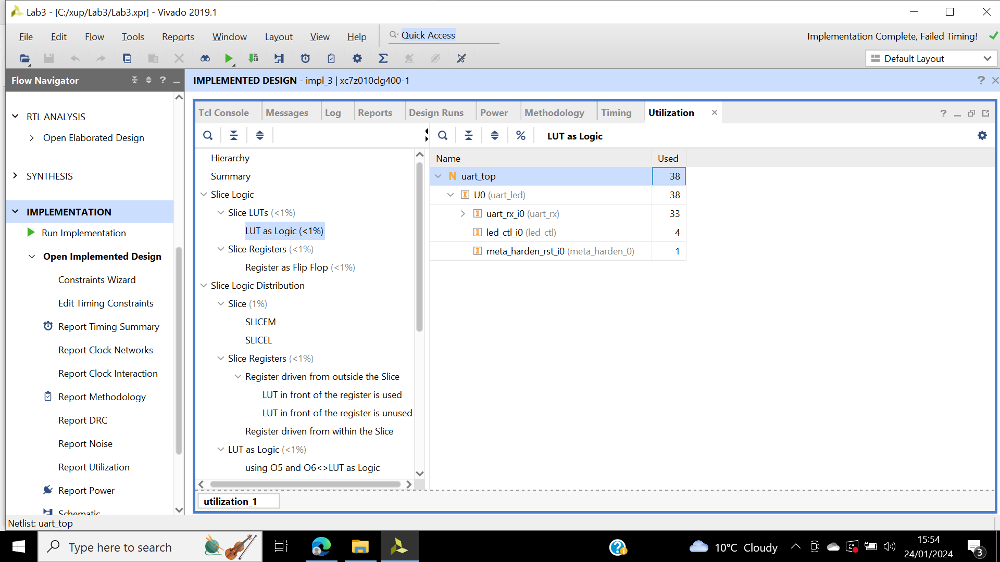 Lab3 - [C:/xup/Lab3/Lab3.xpr] - Vivado 2019.1
File Edit Flow Tools Reports Window Layout View Help Quick Access Implementation Complete, Failed Timing!
Default Layout
Flow Navigator
IMPLEMENTED DESIGN - impl_3 | xc7z010clg400-1
RTL ANALYSIS
Open Elaborated Design
SYNTHESIS
IMPLEMENTATION
Run Implementation
Open Implemented Design
Constraints Wizard
Edit Timing Constraints
Report Timing Summary
Report Clock Networks
Report Clock Interaction
Report Methodology
Report DRC
Report Noise
Report Utilization
Report Power
Schematic
Tcl Console Messages Log Reports Design Runs Power Methodology Timing Utilization
LUT as Logic
Hierarchy
Summary
Slice Logic
Slice LUTs (<1%)
LUT as Logic (<1%)
Slice Registers (<1%)
Register as Flip Flop (<1%)
Slice Logic Distribution
Slice (1%)
SLICEM
SLICEL
Slice Registers (<1%)
Register driven from outside the Slice
LUT in front of the register is used
LUT in front of the register is unused
Register driven from within the Slice
LUT as Logic (<1%)
using O5 and O6<>LUT as Logic
Name Used
uart_top 38
U0 (uart_led) 38
uart_rx_i0 (uart_rx) 33
led_ctl_i0 (led_ctl) 4
meta_harden_rst_i0 (meta_harden_0) 1
utilization_1
Netlist: uart_top
Type here to search
10°C Cloudy
15:54
24/01/2024
3